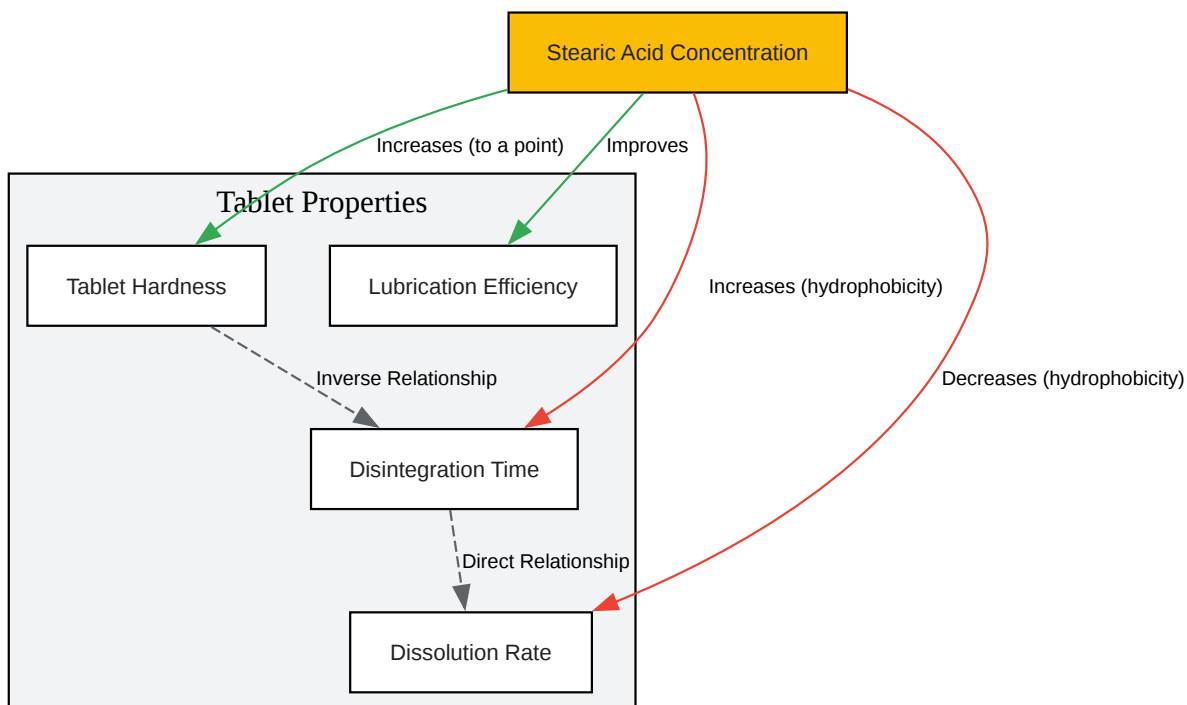 Stearic Acid Concentration
Increases (to a point)
Improves
Tablet Properties
Tablet Hardness
Lubrication Efficiency
Increases (hydrophobicity)
Inverse Relationship
Decreases (hydrophobicity)
Disintegration Time
Direct Relationship
Dissolution Rate